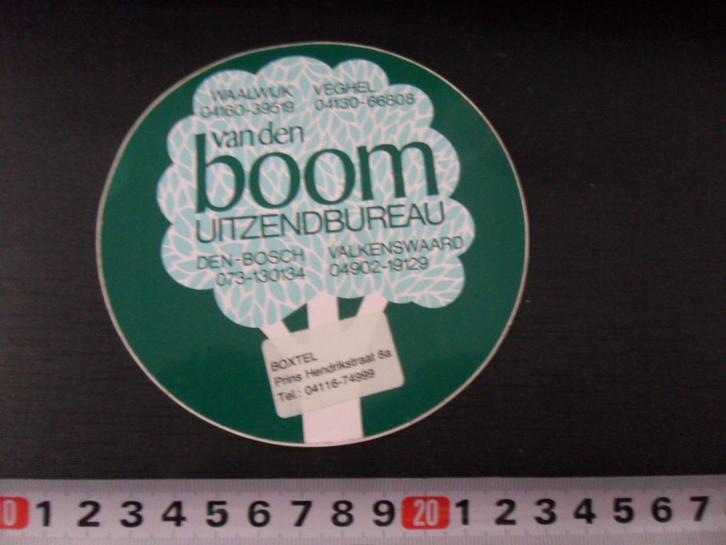 WAALWIJK VEGHEL
04160-39519 04130-66808
van den
boom
UITZENDBUREAU
DEN-BOSCH VALKENSWAARD
073-130134 04902-19129
BOXTEL
Prins Hendrikstraat 8a
Tel.: 04116-74999
10 1 2 3 4 5 6 7 8 9 20 1 2 3 4 5 6 7